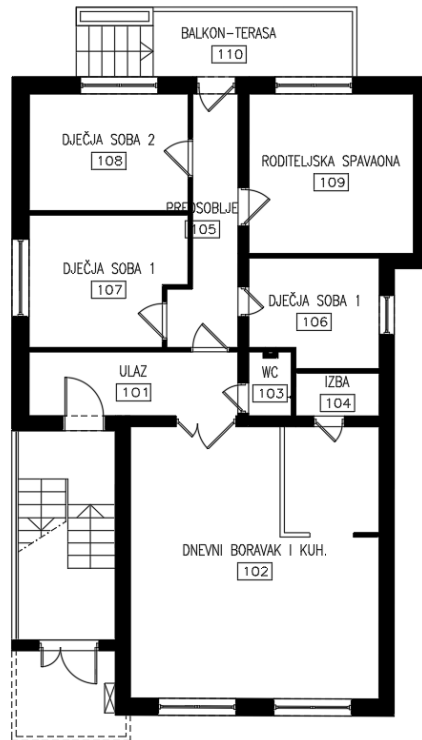 BALKON-TERASA
110
DJEČJA SOBA 2
108
RODITELJSKA SPAVAONA
109
PREDSOBLJE
105
DJEČJA SOBA 1
107
DJEČJA SOBA 1
106
ULAZ
101
WC
103
IZBA
104
DNEVNI BORAVAK I KUH.
102